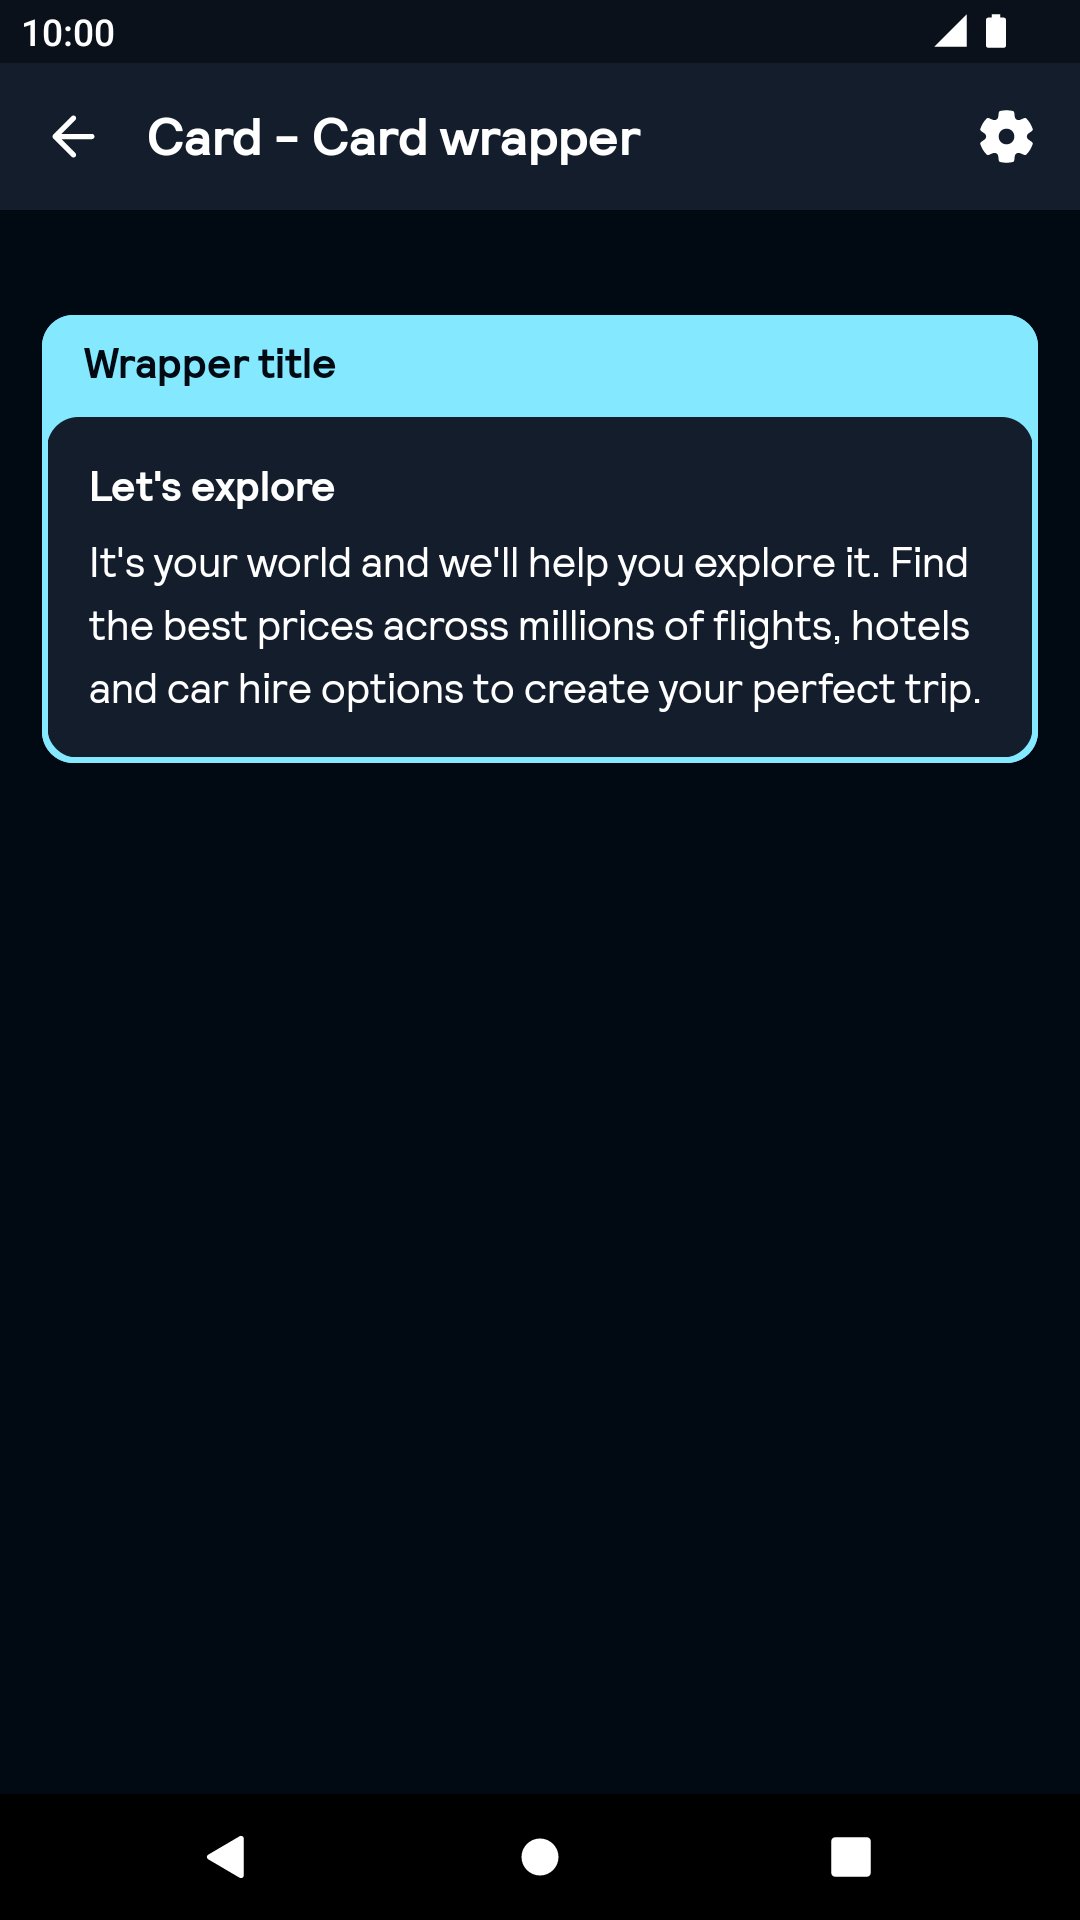 10:00
Card - Card wrapper
Wrapper title
Let's explore
It's your world and we'll help you explore it. Find
the best prices across millions of flights, hotels
and car hire options to create your perfect trip.